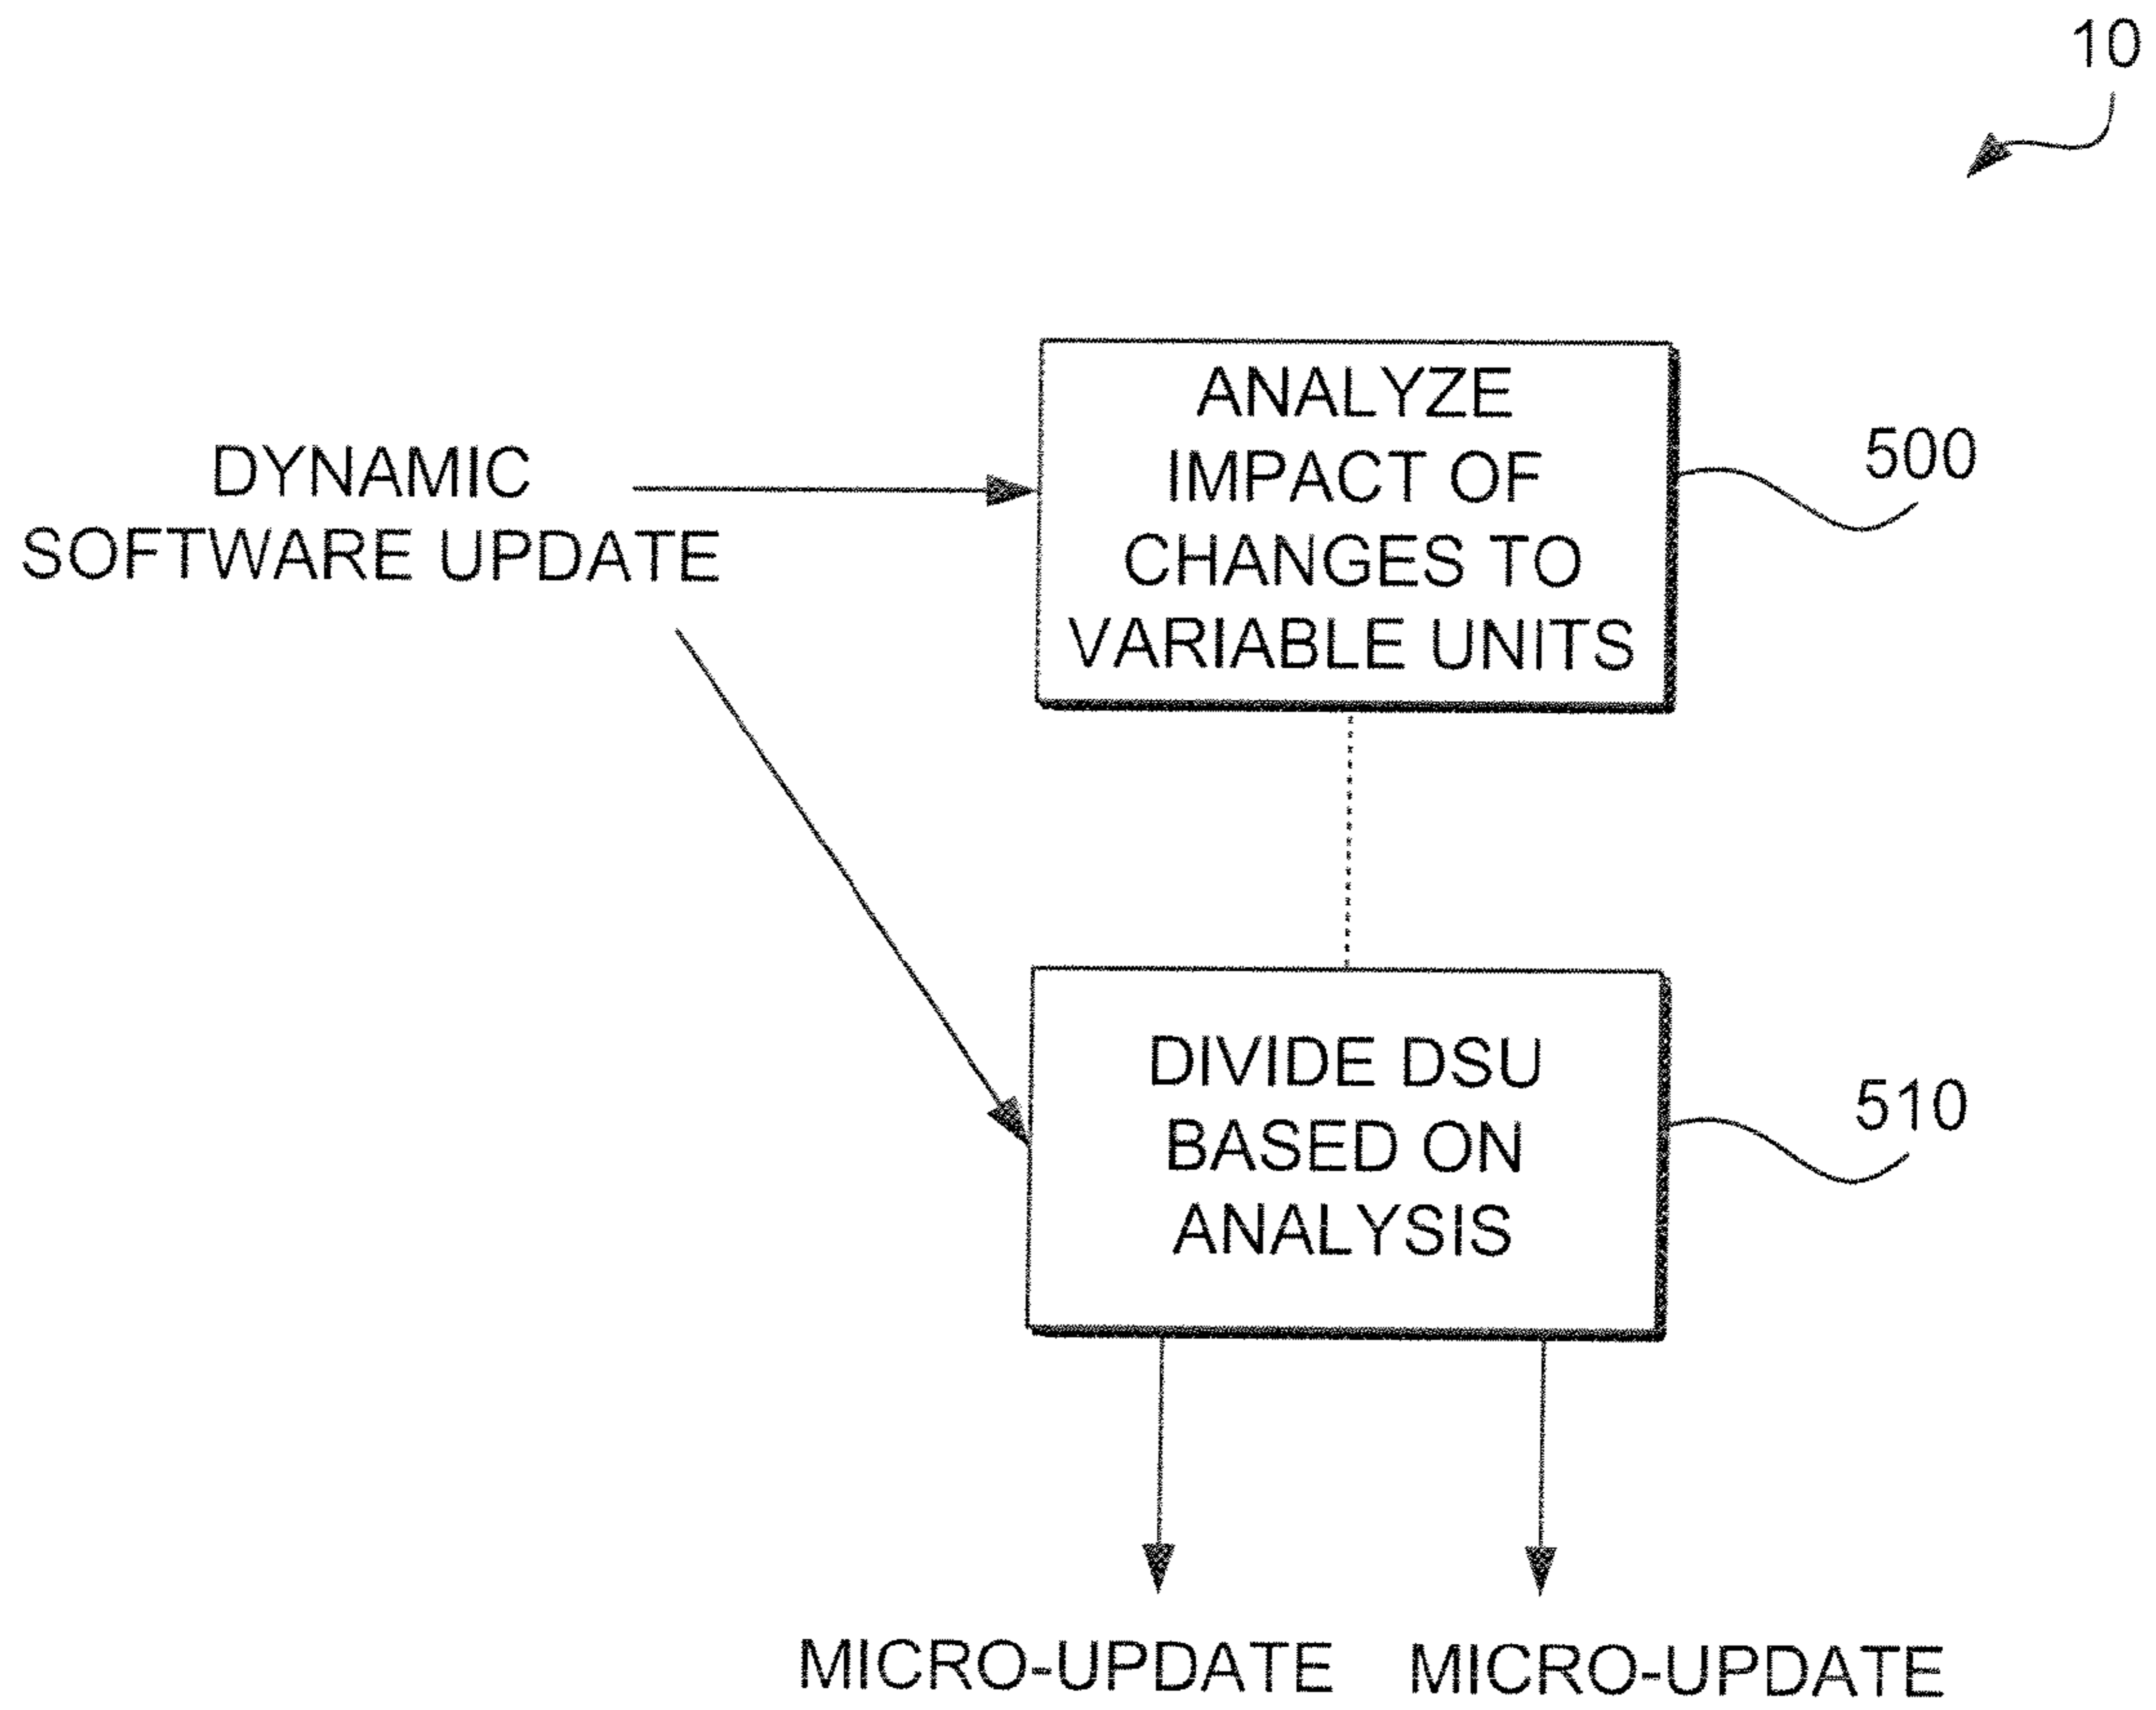 10
ANALYZE
IMPACT OF
CHANGES TO
VARIABLE UNITS
500
DYNAMIC
SOFTWARE UPDATE
DIVIDE DSU
BASED ON
ANALYSIS
510
MICRO-UPDATE
MICRO-UPDATE